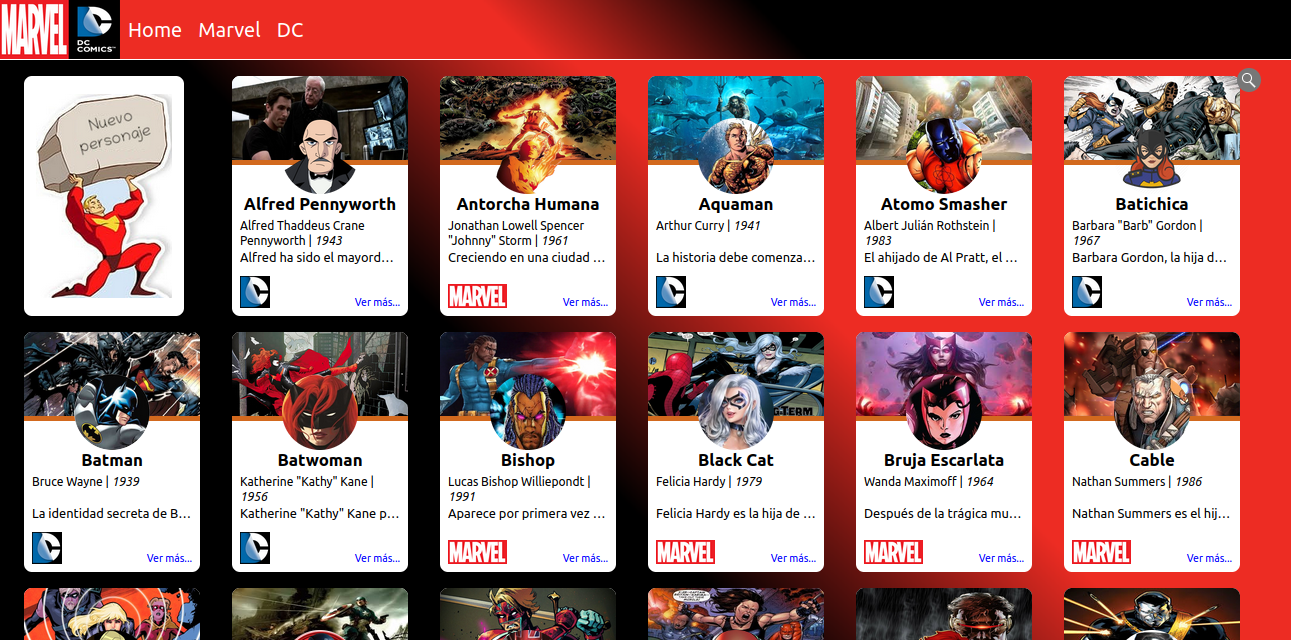 MARVEL
DC
COMICS™
Home
Marvel
DC
Nuevo
personaje
Alfred Pennyworth
Alfred Thaddeus Crane
Pennyworth | 1943
Alfred ha sido el mayord...
Ver más...
Antorcha Humana
Jonathan Lowell Spencer
"Johnny" Storm | 1961
Creciendo en una ciudad ...
MARVEL
Ver más...
Aquaman
Arthur Curry | 1941
La historia debe comenza...
Ver más...
Atomo Smasher
Albert Julián Rothstein |
1983
El ahijado de Al Pratt, el ...
Ver más...
Batichica
Barbara "Barb" Gordon |
1967
Barbara Gordon, la hija d...
Ver más...
Batman
Bruce Wayne | 1939
La identidad secreta de B...
Ver más...
Batwoman
Katherine "Kathy" Kane |
1956
Katherine "Kathy" Kane p...
Ver más...
Bishop
Lucas Bishop Williepondt |
1991
Aparece por primera vez ...
MARVEL
Ver más...
NG-TERM
Black Cat
Felicia Hardy | 1979
Felicia Hardy es la hija de ...
MARVEL
Ver más...
Bruja Escarlata
Wanda Maximoff | 1964
Después de la trágica mu...
MARVEL
Ver más...
Cable
Nathan Summers | 1986
Nathan Summers es el hij...
MARVEL
Ver más...